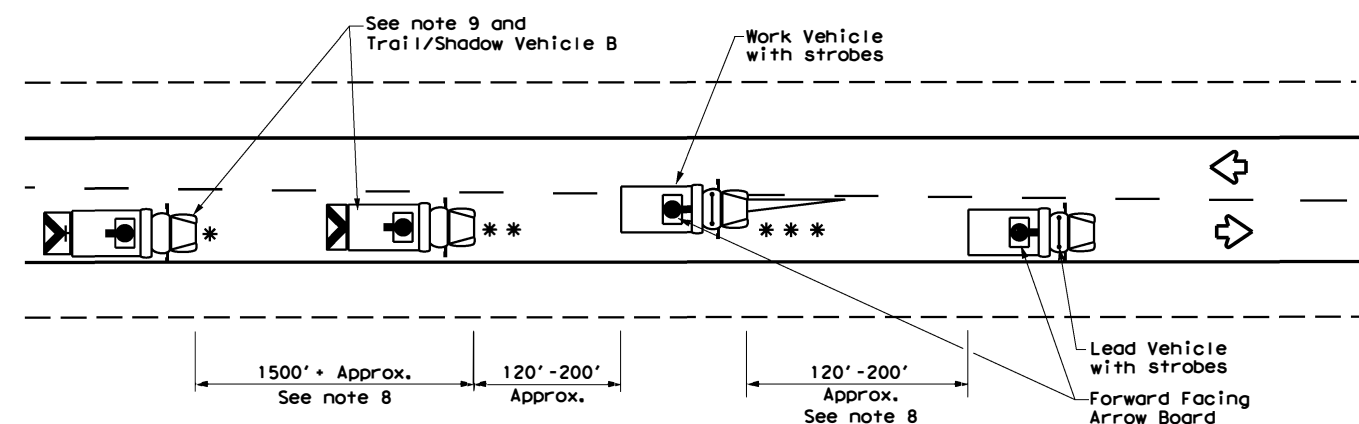 See note 9 and
Trail/Shadow Vehicle B
Work Vehicle
with strobes
*
* *
* * *
1500'+ Approx.
See note 8
120'-200'
Approx.
120'-200'
Approx.
See note 8
Lead Vehicle
with strobes
Forward Facing
Arrow Board